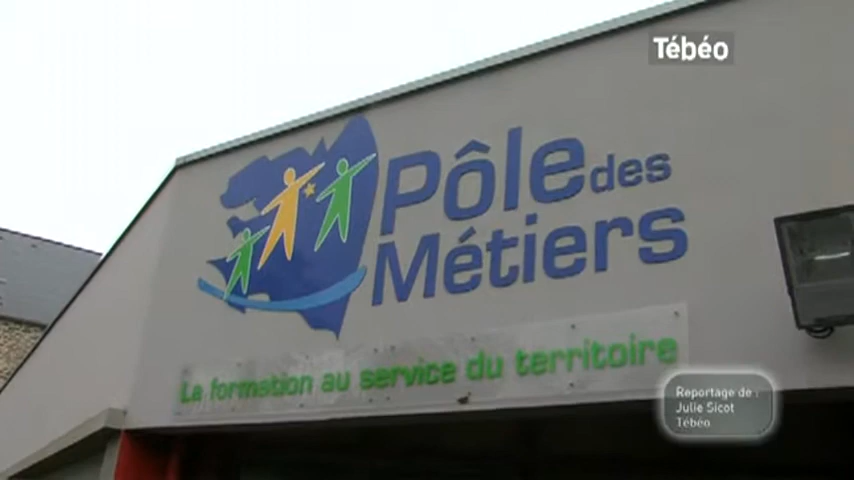 Tébéo
Pôle des
Métiers
La formation au service du territoire
Reportage de :
Julie Sicot
Tébéo